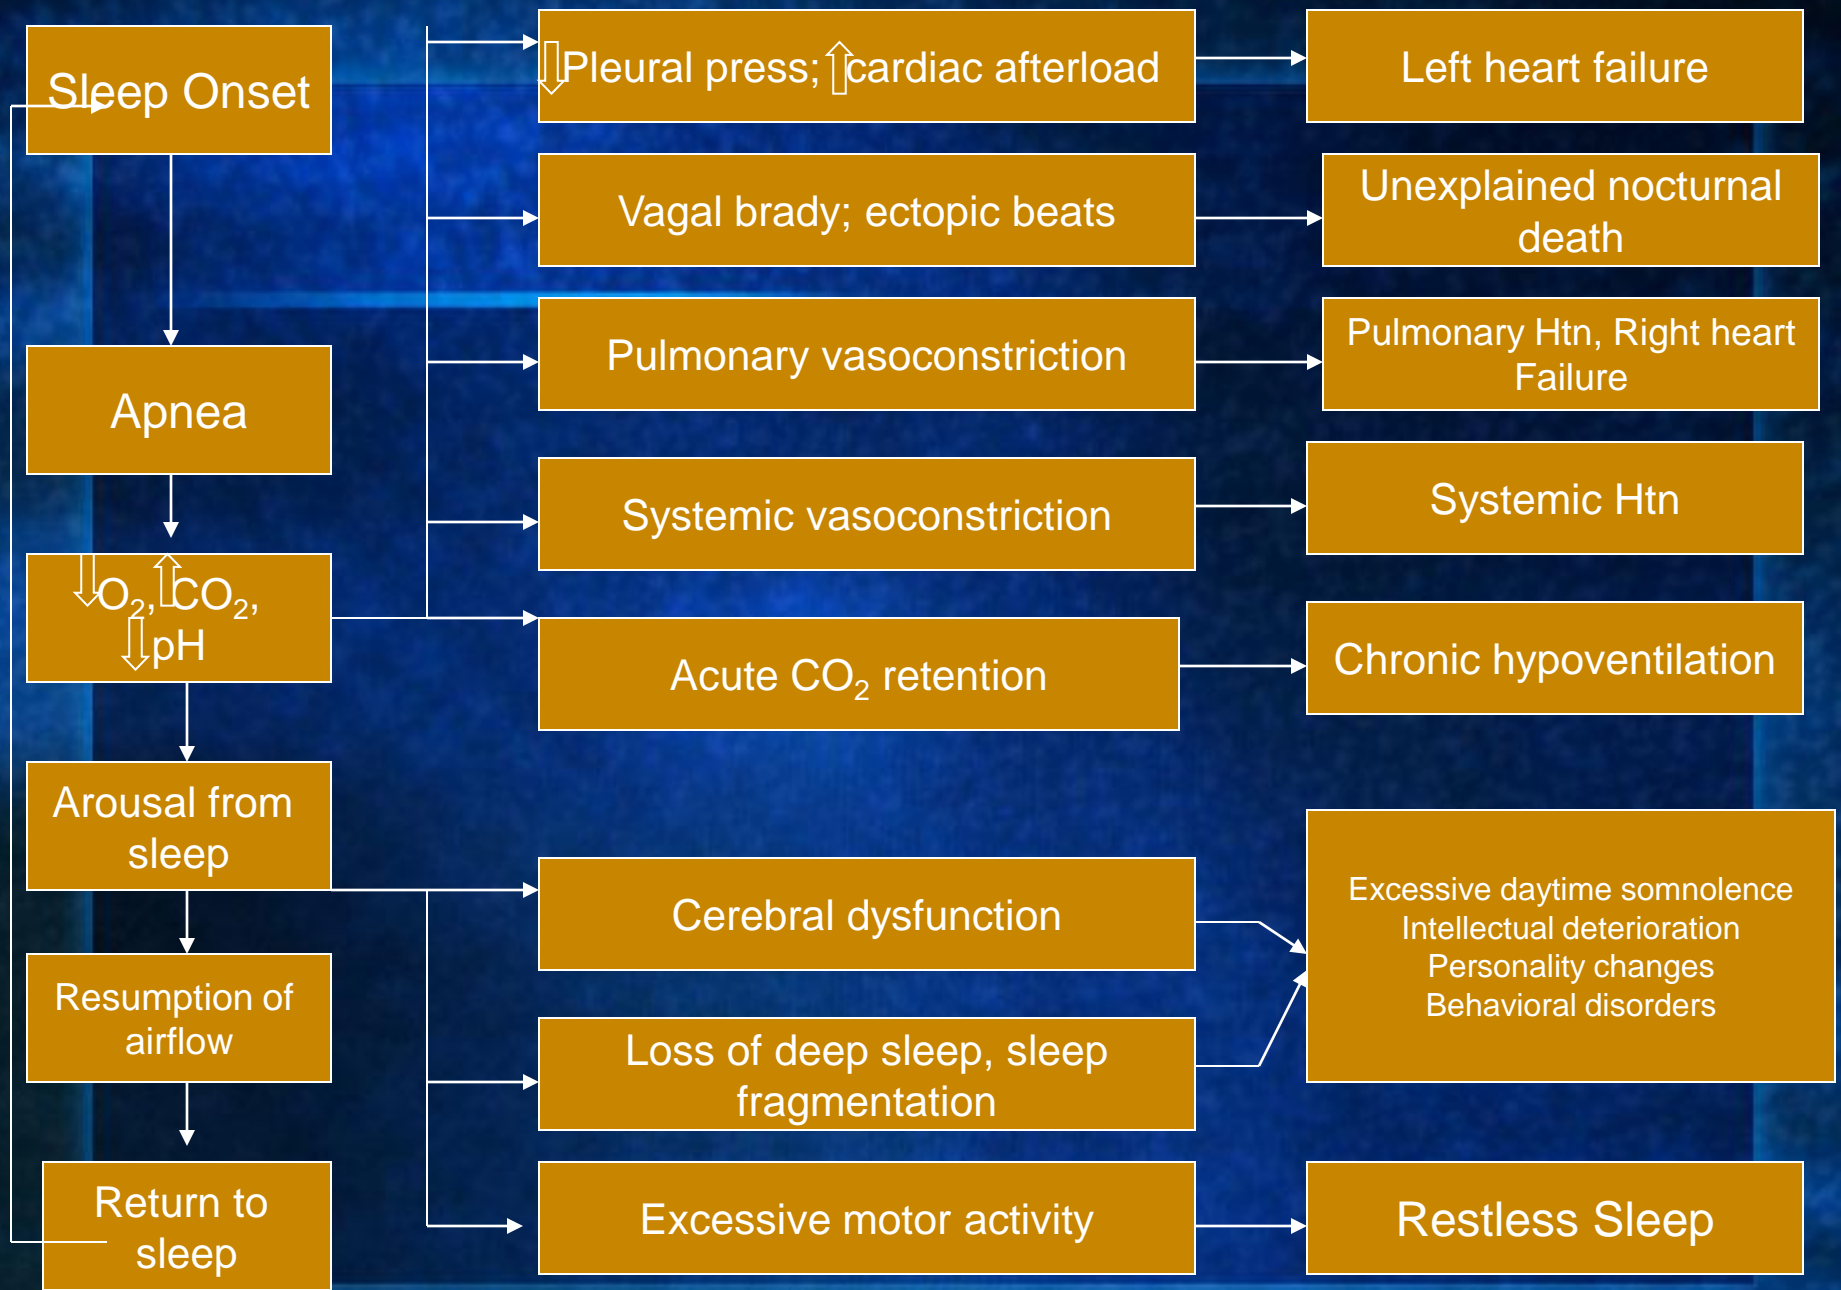 Sleep Onset
Apnea
⇩O₂,⇧CO₂,
⇩pH
Arousal from
sleep
Resumption of
airflow
Return to
sleep
⇩Pleural press;⇧cardiac afterload
Vagal brady; ectopic beats
Pulmonary vasoconstriction
Systemic vasoconstriction
Acute CO₂ retention
Cerebral dysfunction
Loss of deep sleep, sleep
fragmentation
Excessive motor activity
Left heart failure
Unexplained nocturnal
death
Pulmonary Htn, Right heart
Failure
Systemic Htn
Chronic hypoventilation
Excessive daytime somnolence
Intellectual deterioration
Personality changes
Behavioral disorders
Restless Sleep